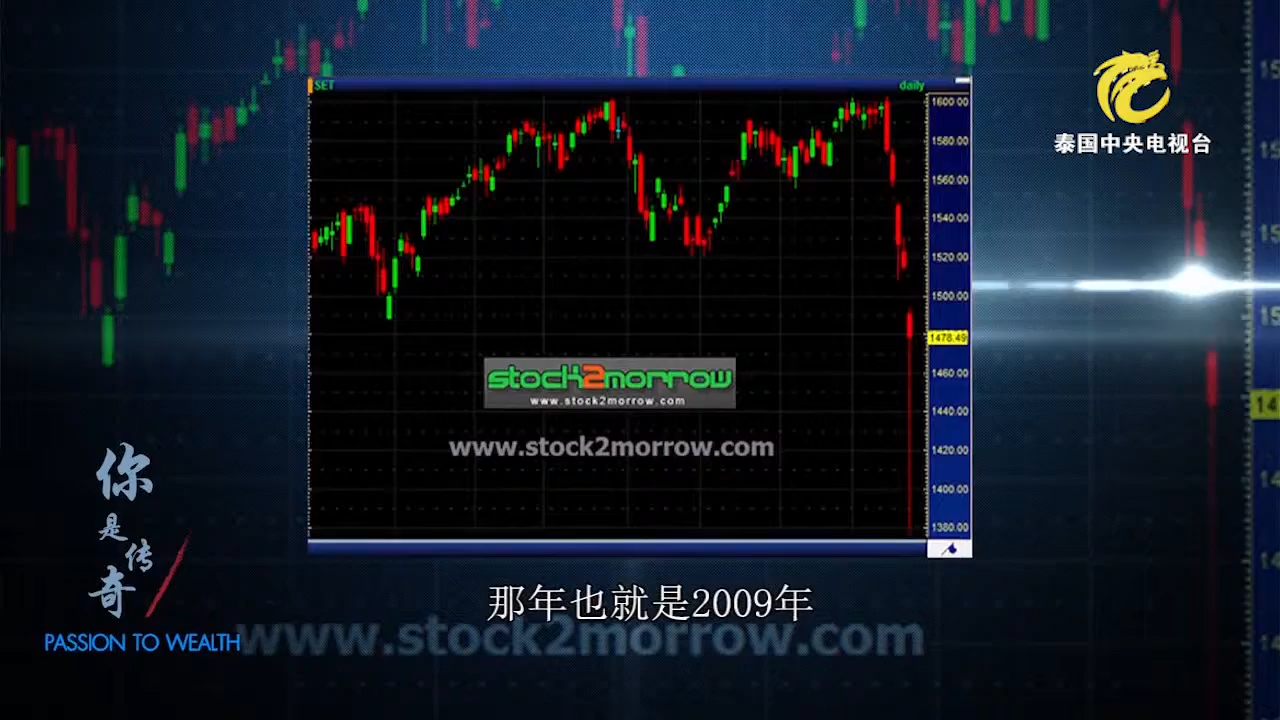 SET
daily
1600.00
1580.00
1560.00
1540.00
1520.00
1500.00
1478.49
1460.00
1440.00
1420.00
1400.00
1380.00
泰国中央电视台
stock2morrow
www.stock2morrow.com
www.stock2morrow.com
你是传奇
PASSION TO WEALTH
那年也就是2009年
www.stock2morrow.com